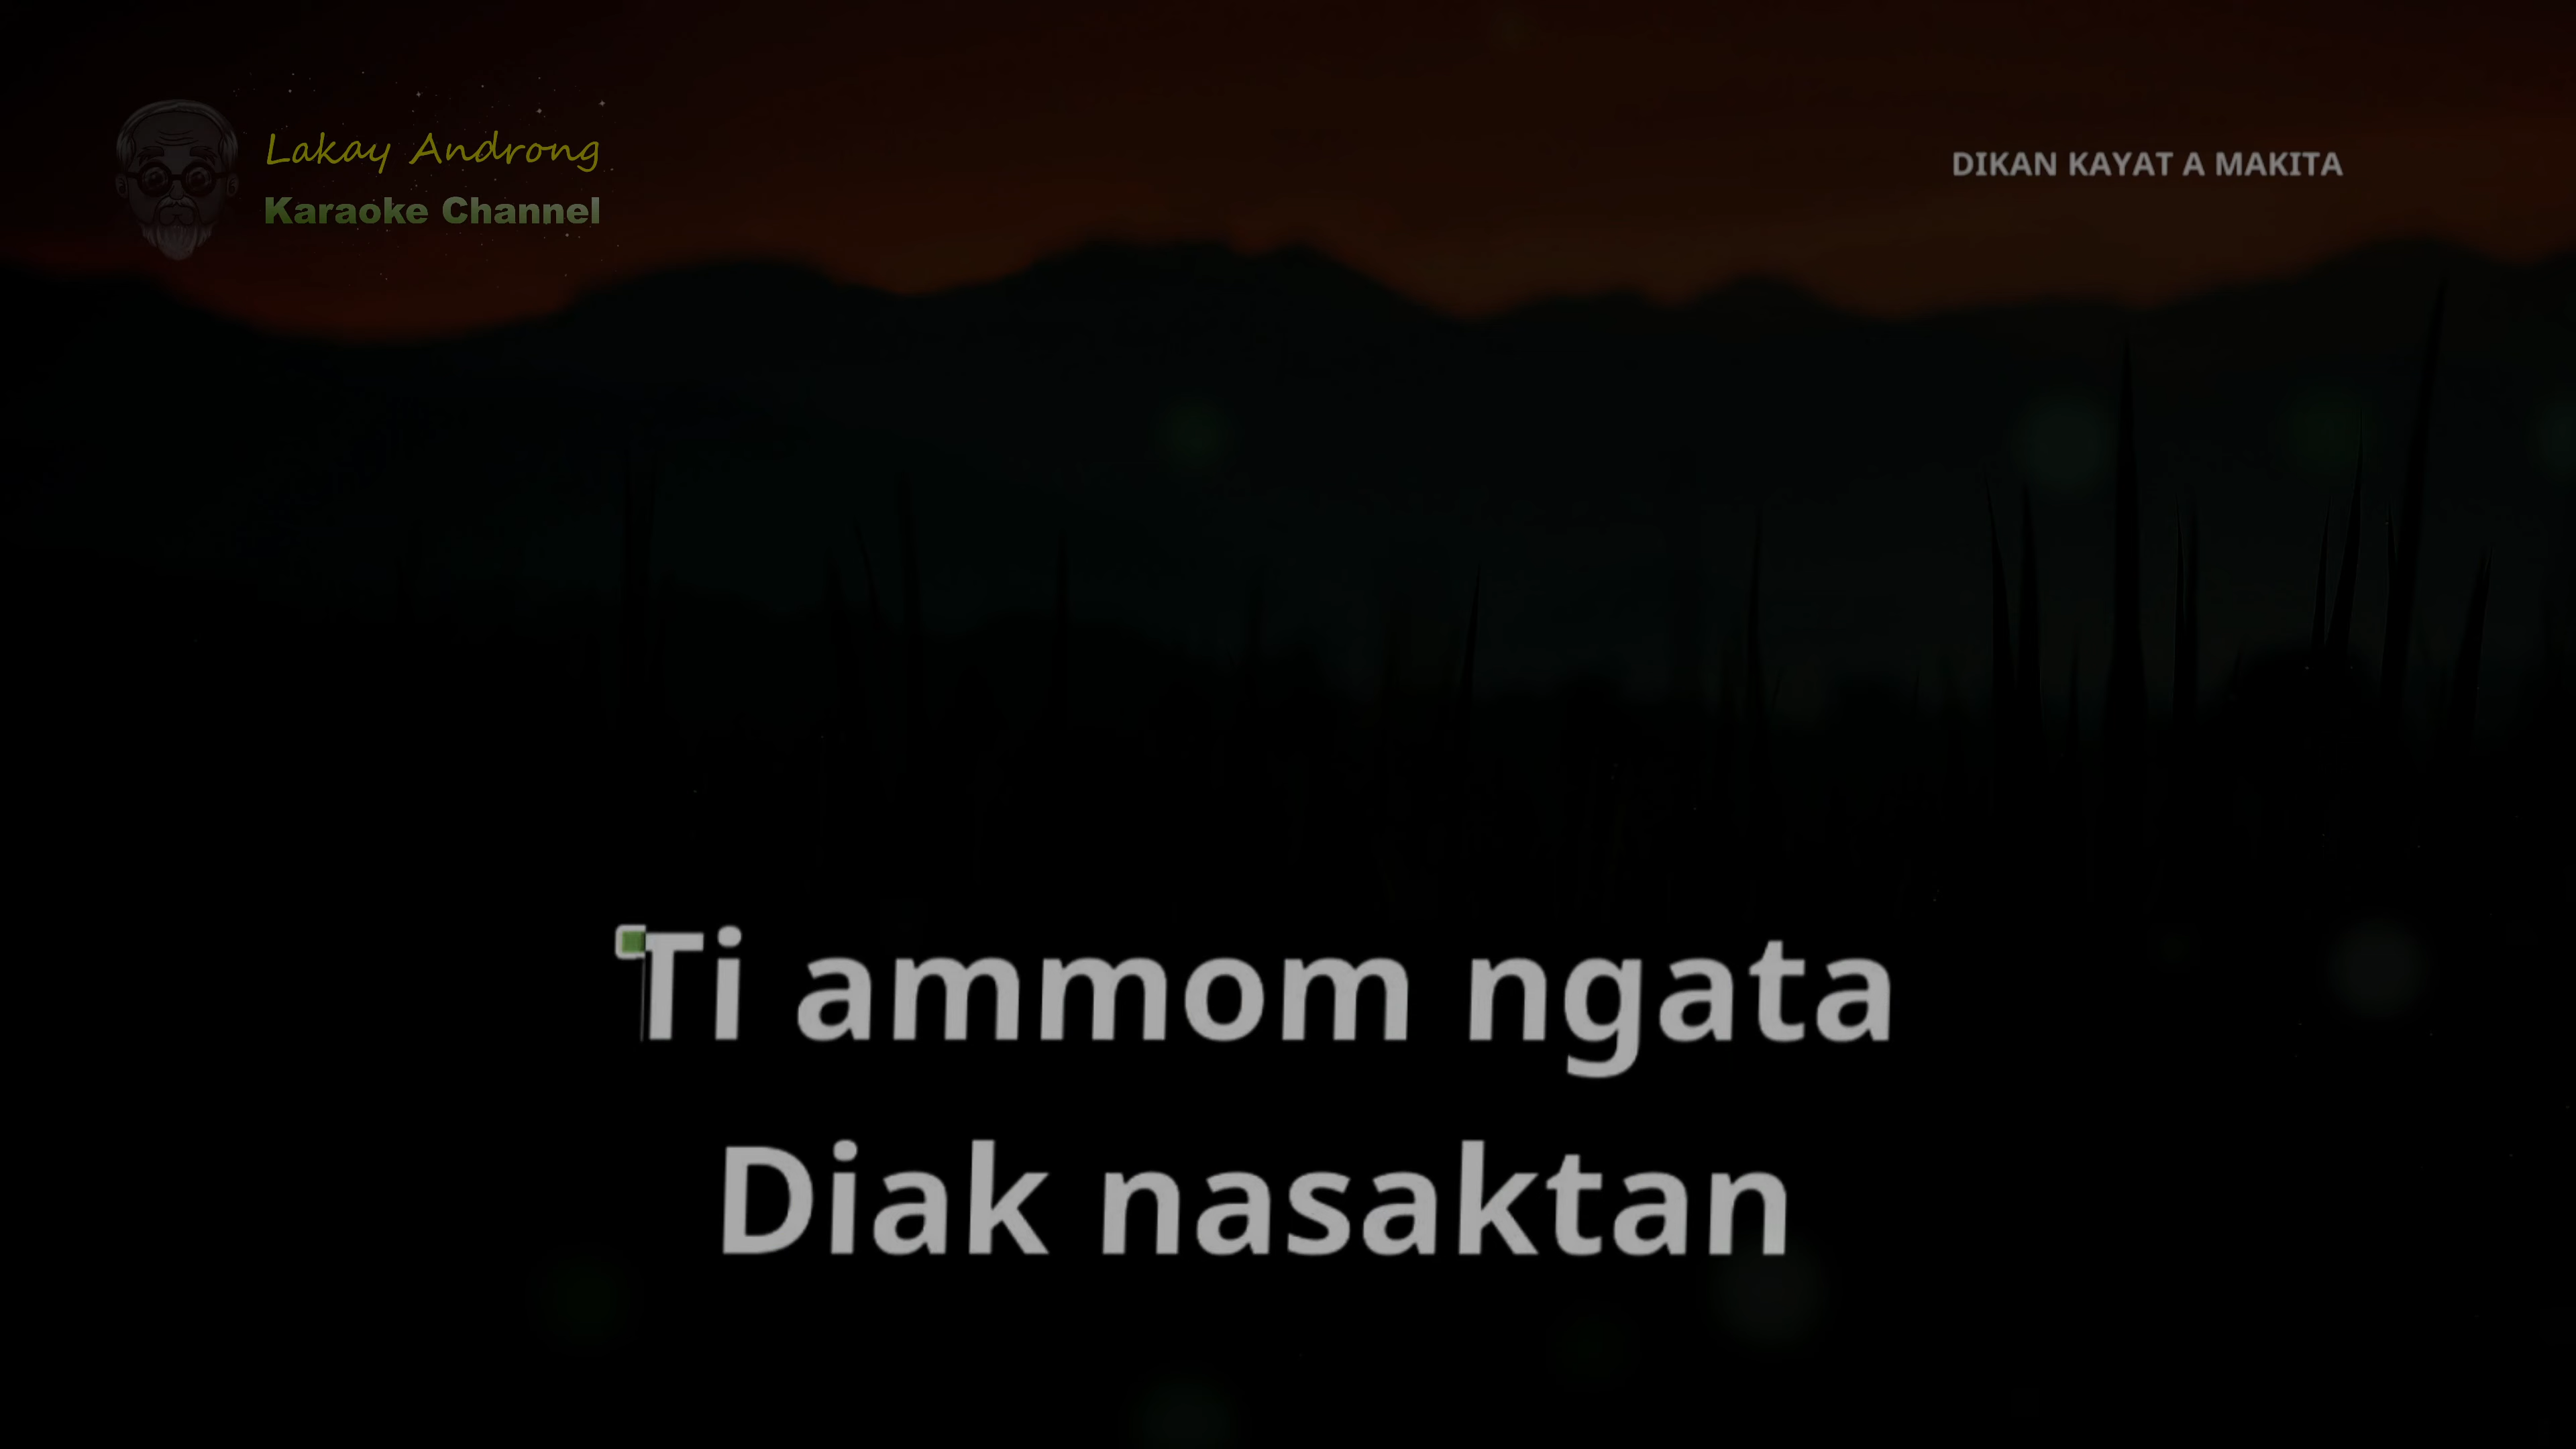 Lakay Androng
Karaoke Channel
DIKAN KAYAT A MAKITA
Ti ammom ngata
Diak nasaktan